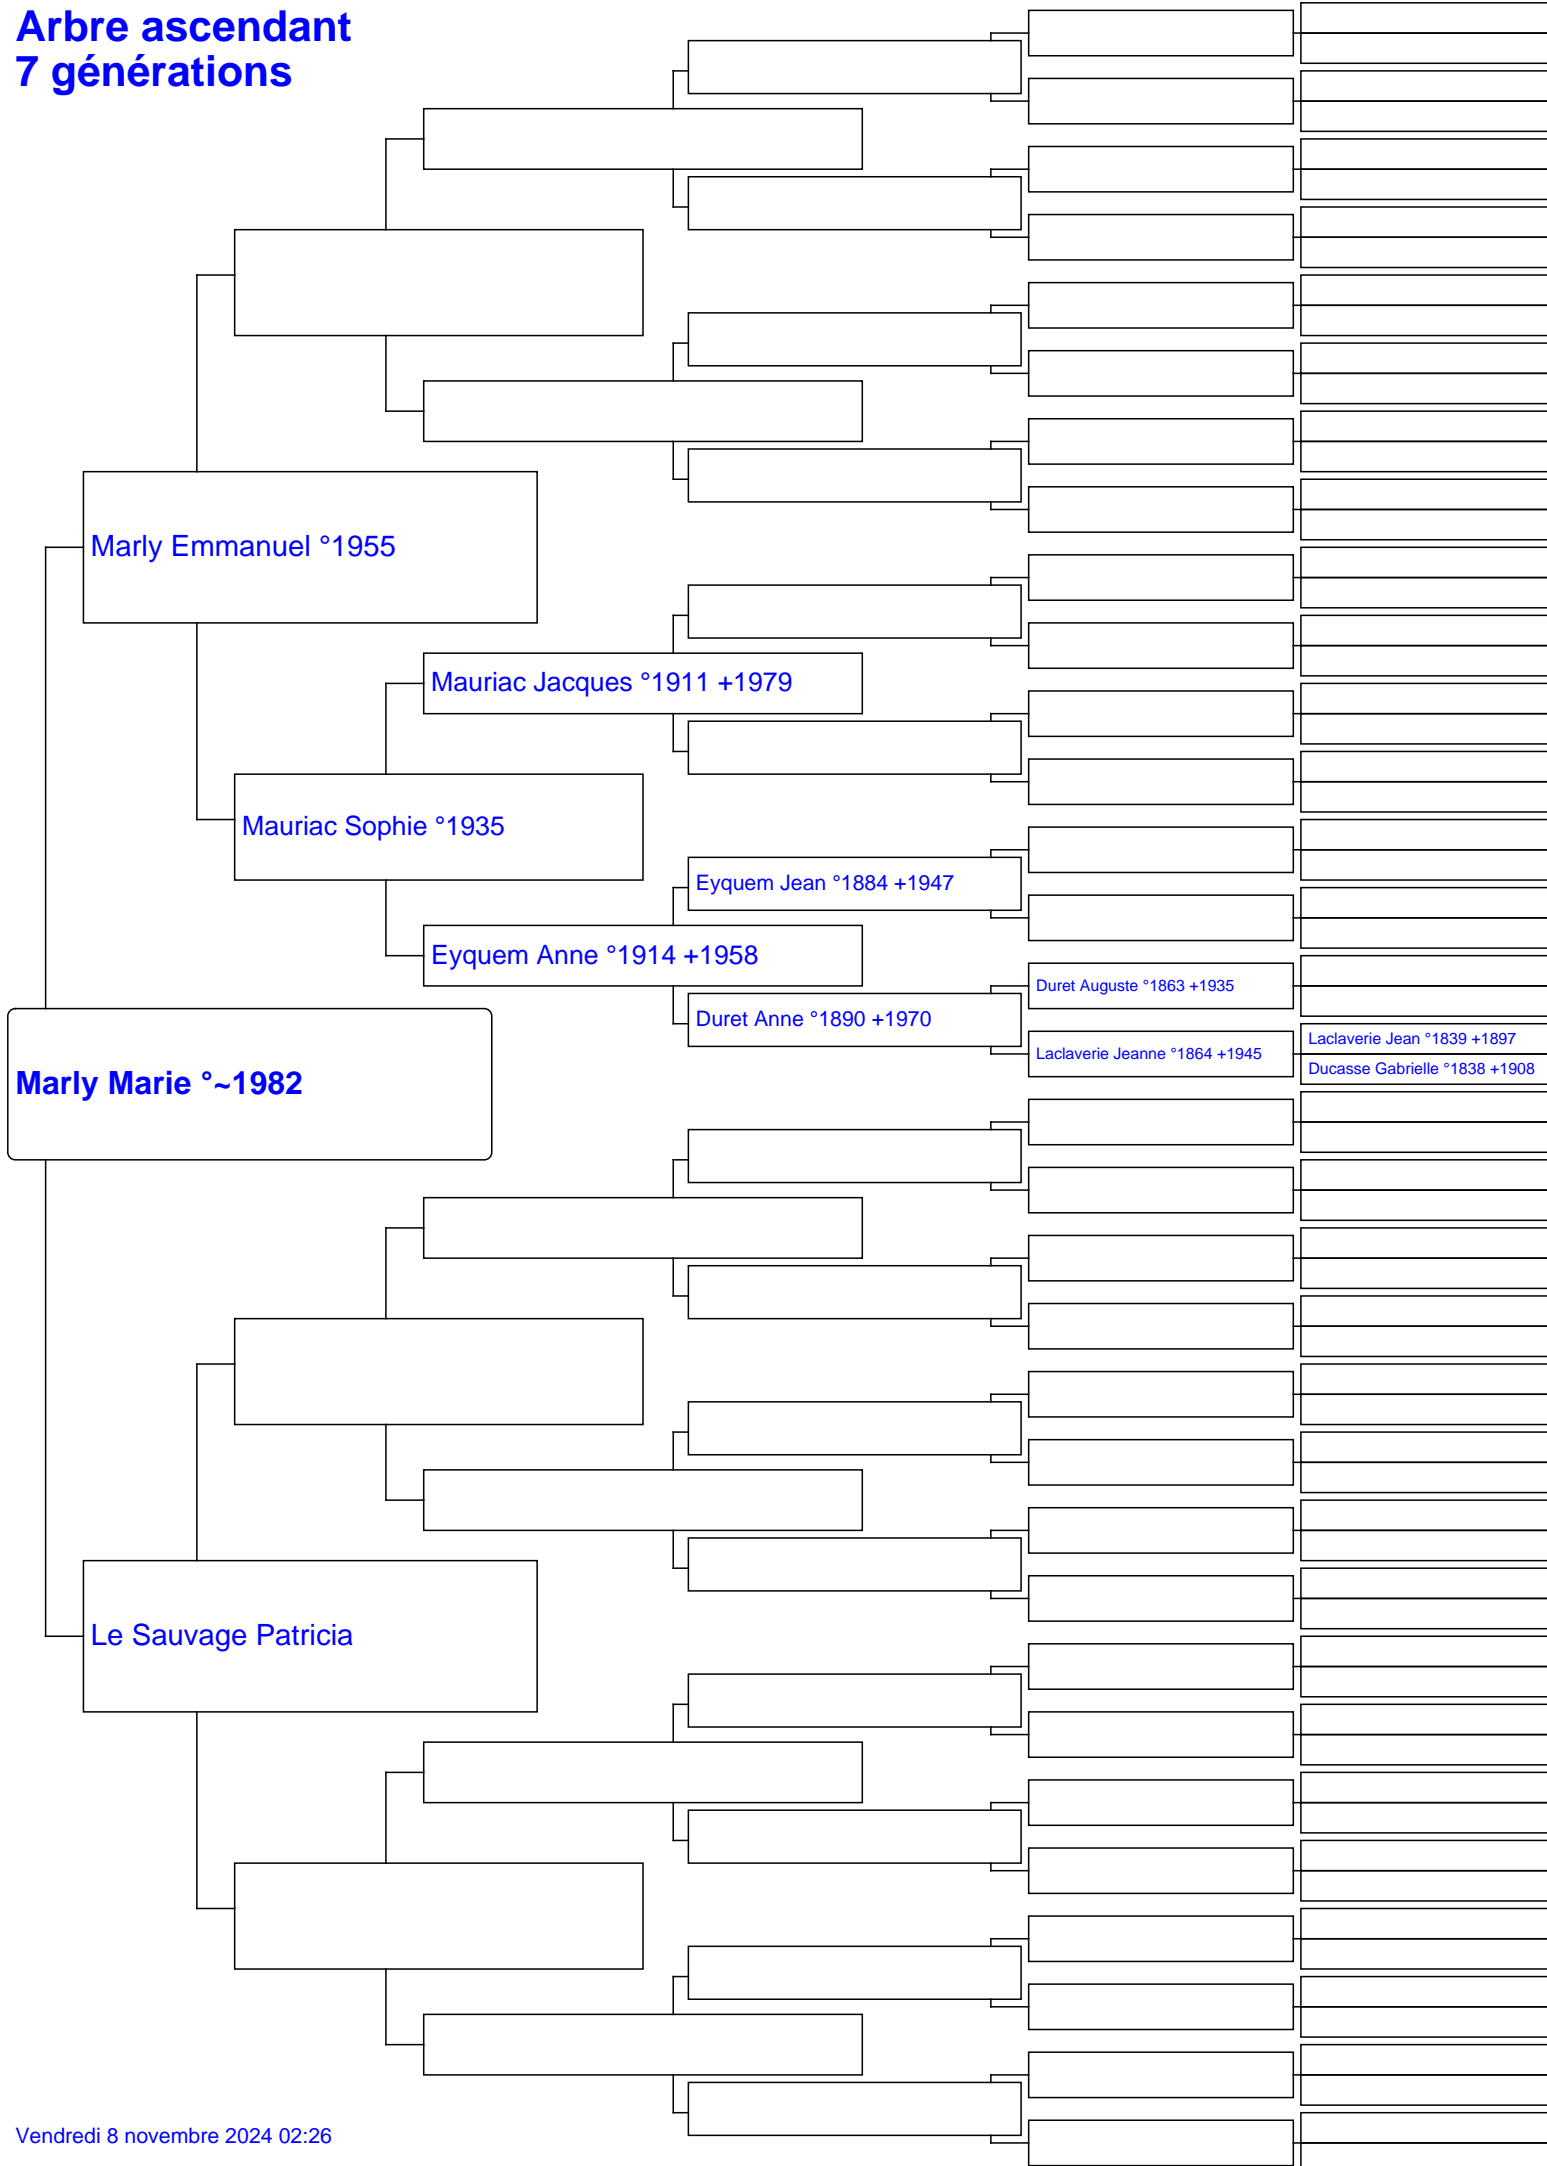 Arbre ascendant
7 générations
Marly Emmanuel °1955
Mauriac Jacques °1911 +1979
Mauriac Sophie °1935
Eyquem Jean °1884 +1947
Eyquem Anne °1914 +1958
Duret Auguste °1863 +1935
Duret Anne °1890 +1970
Laclaverie Jean °1839 +1897
Laclaverie Jeanne °1864 +1945
Ducasse Gabrielle °1838 +1908
Marly Marie °~1982
Le Sauvage Patricia
Vendredi 8 novembre 2024 02:26